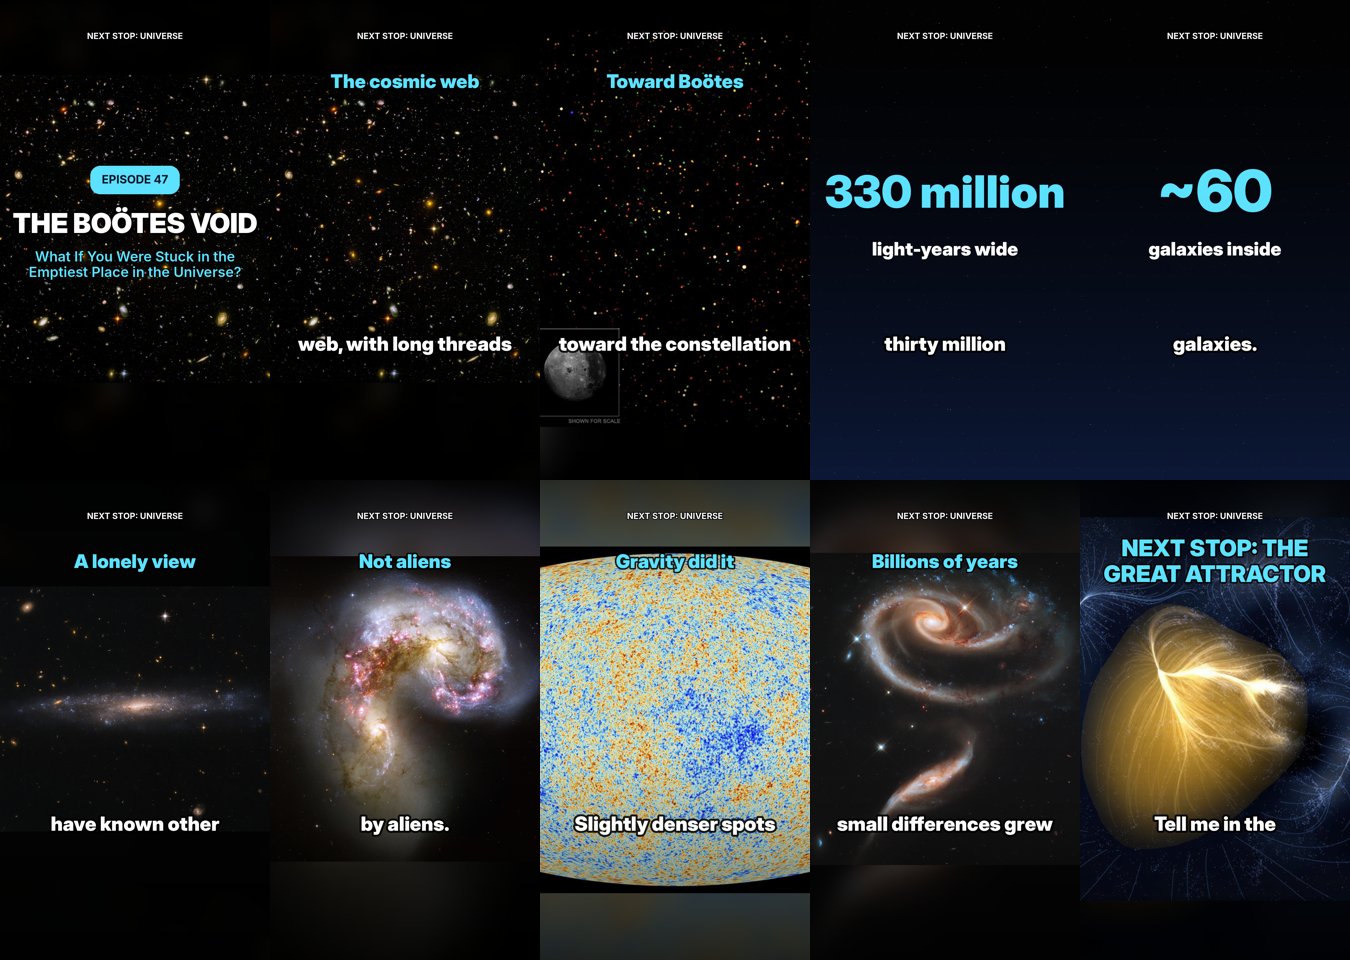 NEXT STOP: UNIVERSE
EPISODE 47
THE BOÖTES VOID
What If You Were Stuck in the
Emptiest Place in the Universe?
NEXT STOP: UNIVERSE
The cosmic web
web, with long threads
NEXT STOP: UNIVERSE
Toward Boötes
toward the constellation
SHOWN FOR SCALE
NEXT STOP: UNIVERSE
330 million
light-years wide
thirty million
NEXT STOP: UNIVERSE
~60
galaxies inside
galaxies.
NEXT STOP: UNIVERSE
A lonely view
have known other
NEXT STOP: UNIVERSE
Not aliens
by aliens.
NEXT STOP: UNIVERSE
Gravity did it
Slightly denser spots
NEXT STOP: UNIVERSE
Billions of years
small differences grew
NEXT STOP: UNIVERSE
NEXT STOP: THE
GREAT ATTRACTOR
Tell me in the